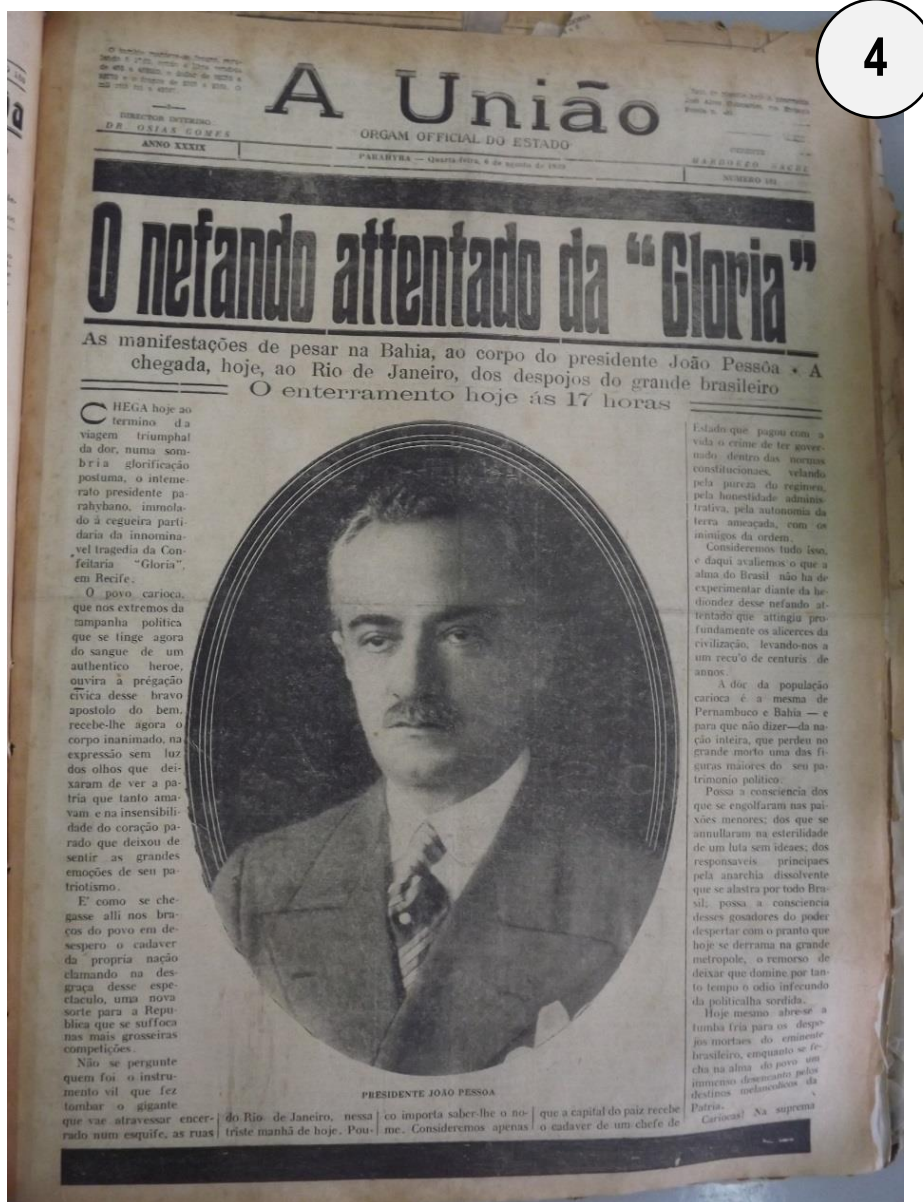 4
A União
ORGAM OFFICIAL DO ESTADO
DIRECTOR INTERINO
DR. OSIAS GOMES
ANNO XXXIX
PARAHYBA — Quarta-feira, 6 de agosto de
GERENTE
NUMERO
O nefando attentado da "Gloria"
As manifestações de pesar na Bahia, ao corpo do presidente João Pessôa * A
chegada, hoje, ao Rio de Janeiro, dos despojos do grande brasileiro
O enterramento hoje ás 17 horas
CHEGA hoje ao
termino da
viagem triumphal
da dor, numa som-
bria glorificação
postuma, o inteme-
rato presidente pa-
rahybano, immola-
do á cegueira parti-
daria da innomina-
vel tragedia da Con-
feitaria "Gloria",
em Recife.
O povo carioca,
que nos extremos da
campanha politica
que se tinge agora
do sangue de um
authentico heroe,
ouvira a prégação
civica desse bravo
apostolo do bem,
recebe-lhe agora o
corpo inanimado, na
expressão sem luz
dos olhos que dei-
xaram de ver a pa-
tria que tanto ama-
vam e na insensibili-
dade do coração pa-
rado que deixou de
sentir as grandes
emoções de seu pa-
triotismo.
E' como se che-
gasse alli nos bra-
ços do povo em de-
sespero o cadaver
da propria nação
clamando na des-
graça desse espe-
ctaculo, uma nova
sorte para a Repu-
blica que se suffoca
nas mais grosseiras
competições.
Não se pergunte
quem foi o instru-
mento vil que fez
tombar o gigante
que vae atravessar encer-
rado num esquife, as ruas
PRESIDENTE JOÃO PESSOA
do Rio de Janeiro, nessa
triste manhã de hoje. Pou-
co importa saber-lhe o no-
me. Consideremos apenas
que a capital do paiz recebe
o cadaver de um chefe de
Estado que pagou com a
vida o crime de ter gover-
nado dentro das normas
constitucionaes, velando
pela pureza do regimen,
pela honestidade adminis-
trativa, pela autonomia da
terra ameaçada, com os
inimigos da ordem.
Consideremos tudo isso,
e daqui avaliemos o que a
alma do Brasil não ha de
experimentar diante da he-
diondez desse nefando at-
tentado que attingiu pro-
fundamente os alicerces da
civilização, levando-nos a
um recu'o de centuris de
annos.
A dôr da população
carioca é a mesma de
Pernambuco e Bahia — e
para que não dizer—da na-
ção inteira, que perdeu no
grande morto uma das fi-
guras maiores do seu pa-
trimonio politico.
Possa a consciencia dos
que se engolfaram nas pai-
xões menores; dos que se
annullaram na esterilidade
de um luta sem ideaes; dos
responsaveis principaes
pela anarchia dissolvente
que se alastra por todo Bra-
sil; possa a consciencia
desses gosadores do poder
despertar com o pranto que
hoje se derrama na grande
metropole, o remorso de
deixar que domine por tan-
to tempo o odio infecundo
da politicalha sordida.
Hoje mesmo abre-se a
tumba fria para os despo-
jos mortaes do eminente
brasileiro, emquanto se fe-
cha na alma do povo um
immenso desencanto pelos
destinos melancolicos da
Patria.
Cariocas! Na suprema